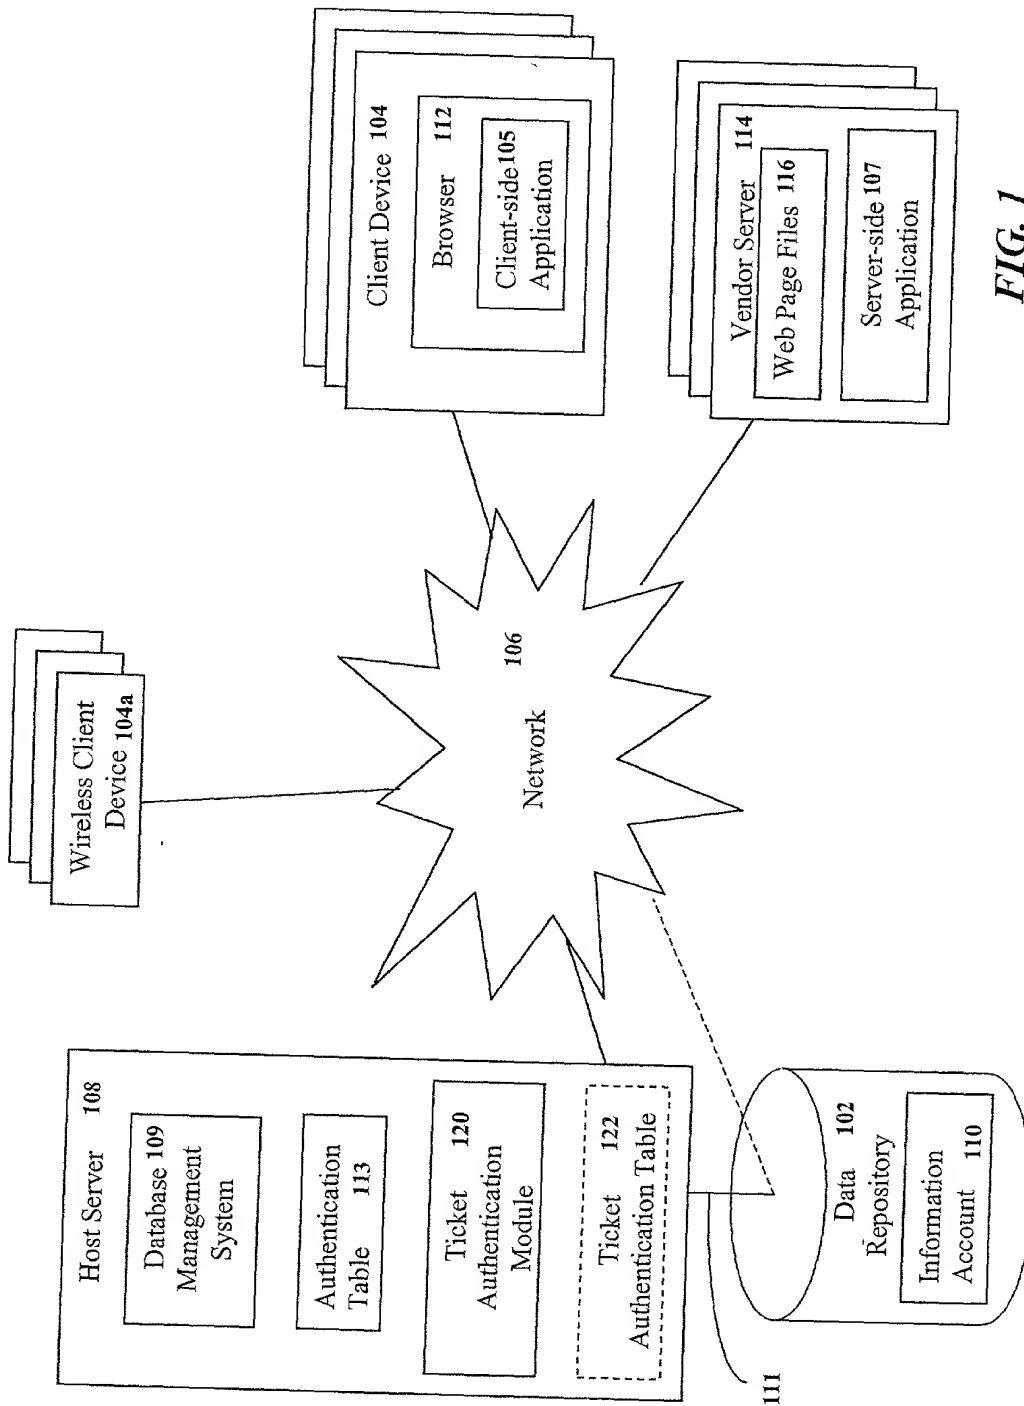 Wireless Client
Device 104a
Client Device 104
Browser 112
Client-side 105
Application
Vendor Server 114
Web Page Files 116
Server-side 107
Application
Network 106
Host Server 108
Database 109
Management
System
Authentication
Table 113
Ticket 120
Authentication
Module
Ticket 122
Authentication Table
111
Data 102
Repository
Information
Account 110
FIG. 1